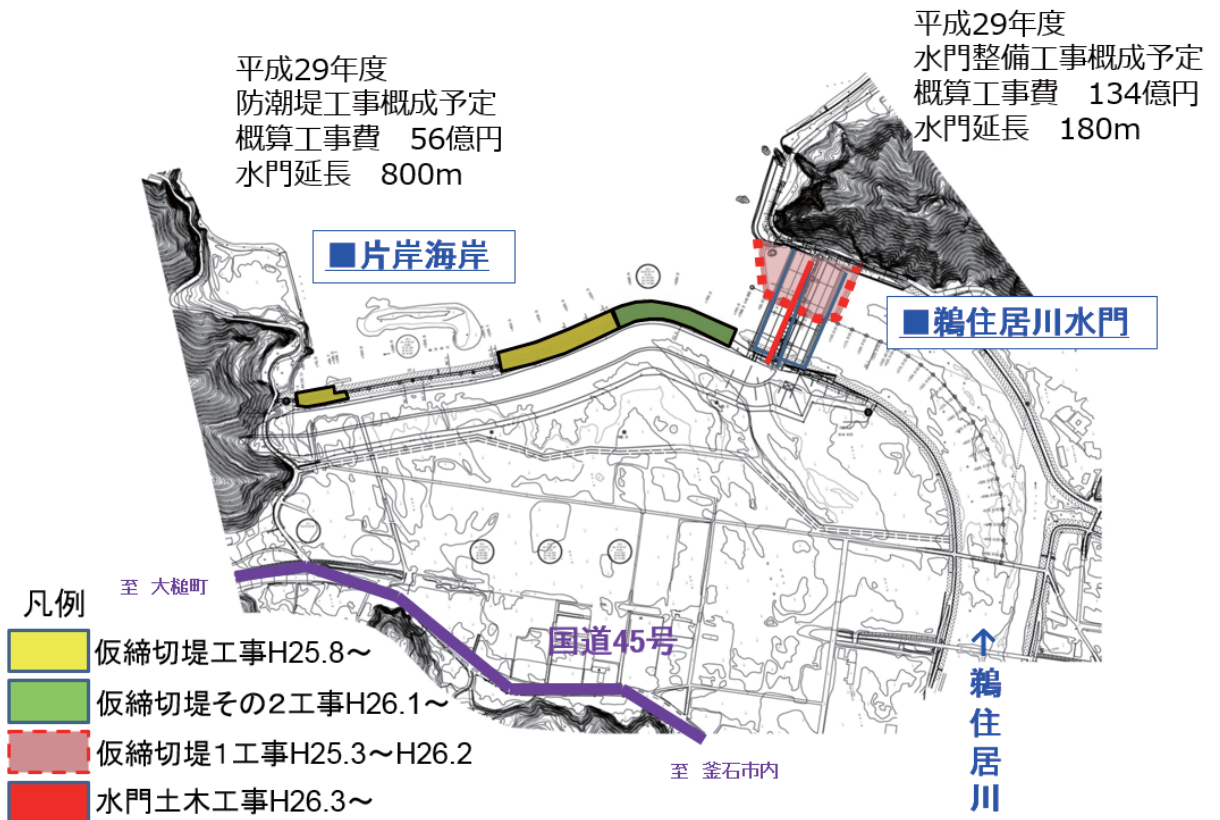 平成29年度
防潮堤工事概成予定
概算工事費　56億円
水門延長　800m
平成29年度
水門整備工事概成予定
概算工事費　134億円
水門延長　180m
■片岸海岸
■鵜住居川水門
至 大槌町
国道45号
至 釜石市内
↑鵜住居川
凡例
仮締切堤工事H25.8～
仮締切堤その２工事H26.1～
仮締切堤１工事H25.3～H26.2
水門土木工事H26.3～